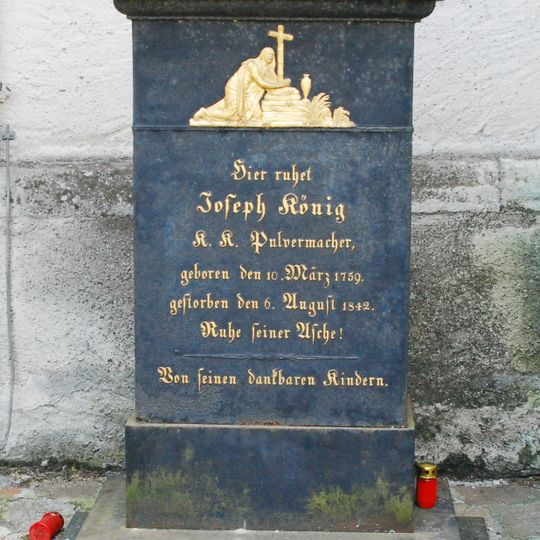 Hier ruhet
Joseph König
K. K. Pulvermacher,
geboren den 10. März 1759.
gestorben den 6. August 1842.
Ruhe seiner Asche!
Von seinen dankbaren Kindern.